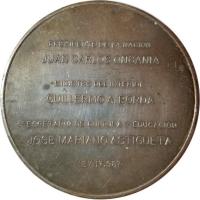 PRESIDENTE DE LA NACION
JUAN CARLOS ONGANIA
MINISTRO DEL INTERIOR
GUILLERMO A. BORDA
SECRETARIO DE CULTURA Y EDUCACION
JOSE MARIANO ASTIGUETA